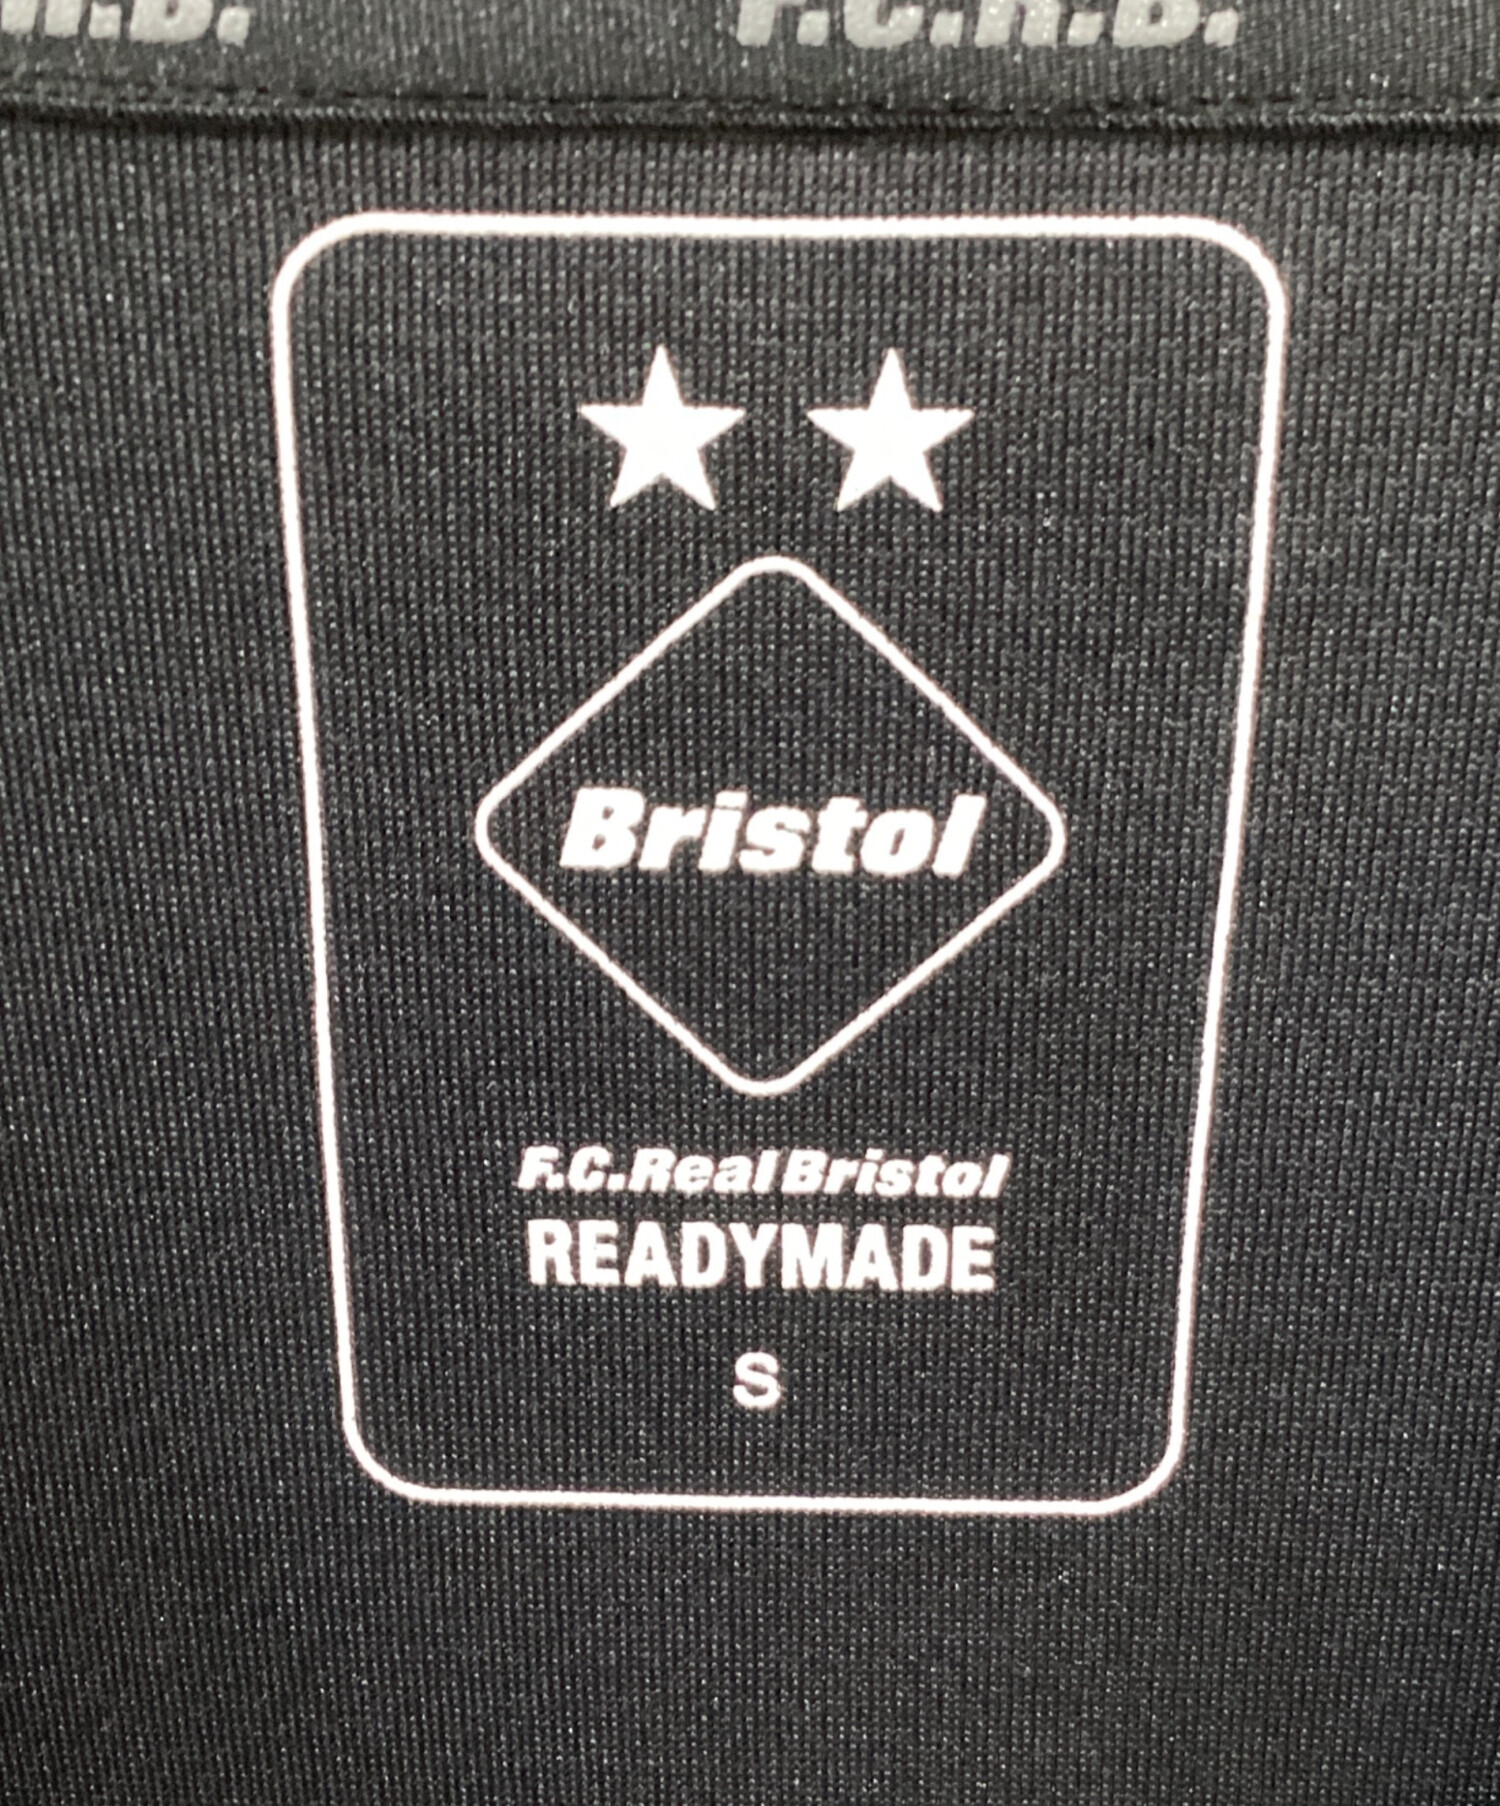 .B.
F.C.R.B.
Bristol
F.C.Real Bristol
READYMADE
S